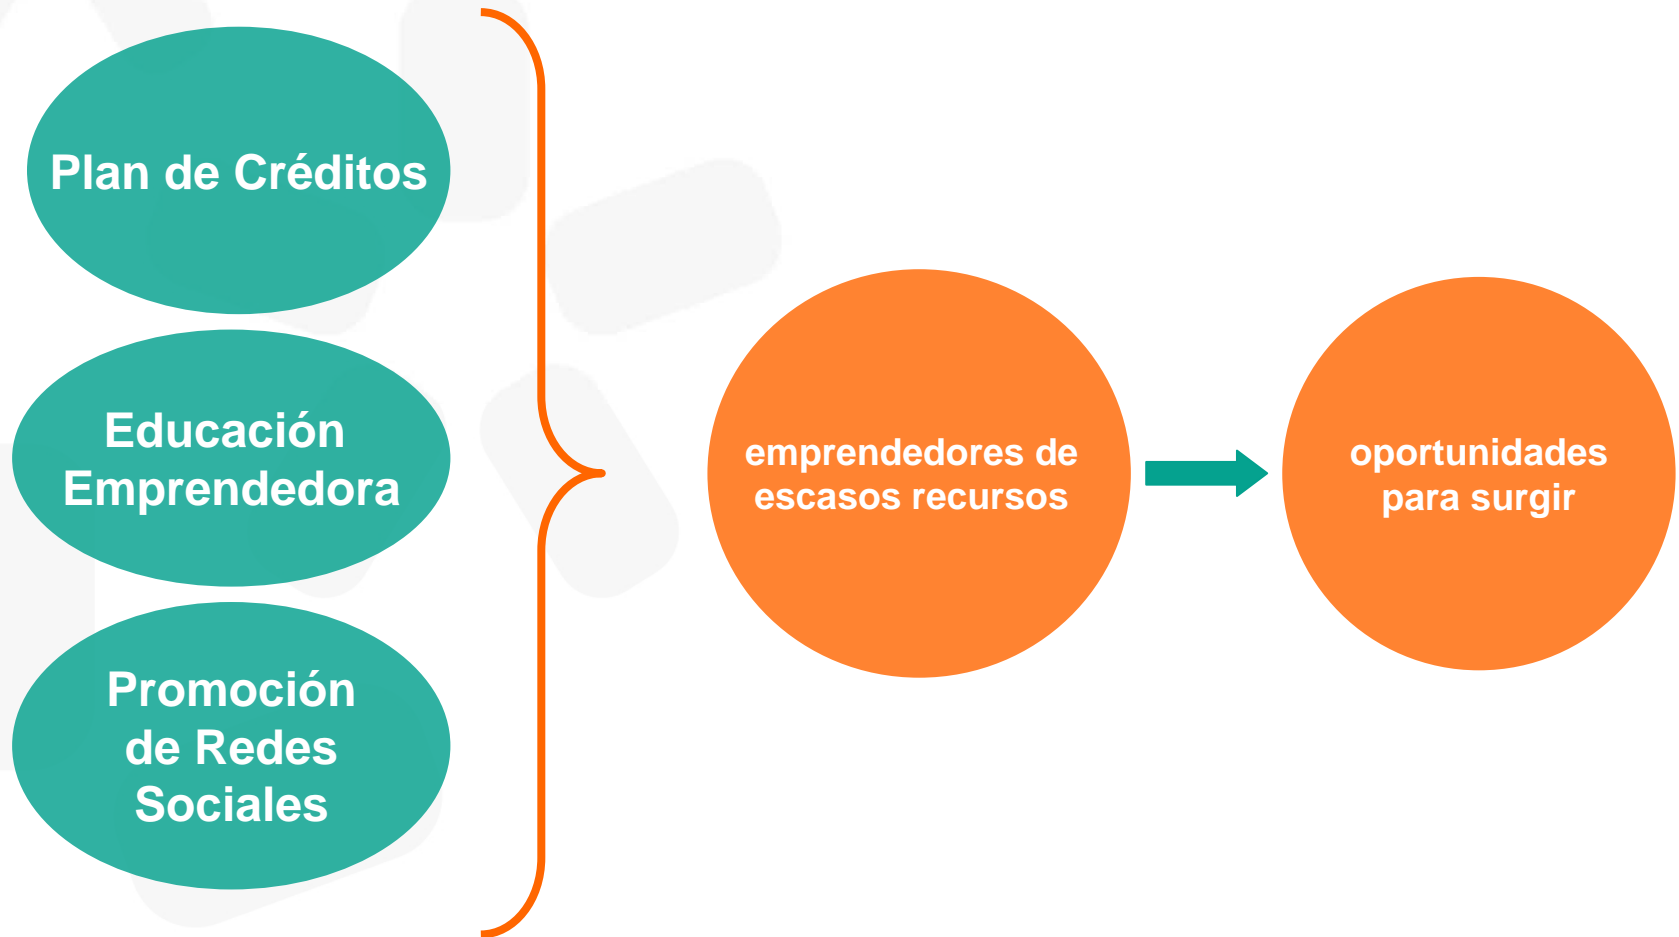 Plan de Créditos
Educación
Emprendedora
Promoción
de Redes
Sociales
emprendedores de
escasos recursos
oportunidades
para surgir